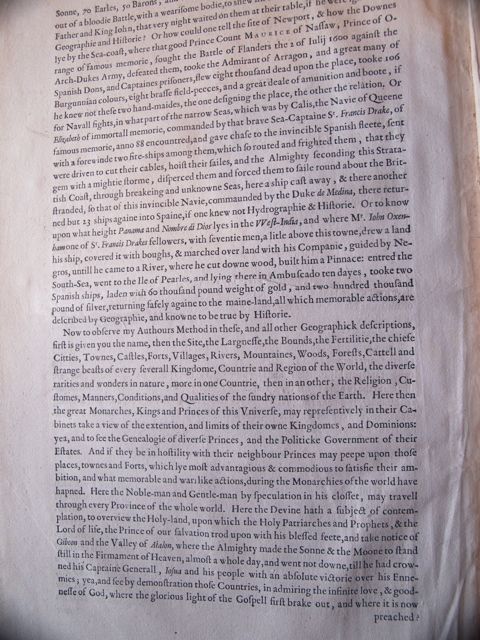 Sonne, 70 Earles, 50 Barons, and
out of a bloodie Battle, with a wearisome bodie, to shew
Father and King Iohn, that very night waited on them at their table,
Geographie and Historie? Or how could one tell the site of Newport, & how the Downes
lye by the Sea-coast, where that good Prince Count MAURICE of Nassaw, Prince of O-
range of famous memorie, fought the Battle of Flanders the 2 of Iulij 1600 against the
Arch-Dukes Army, defeated them, tooke the Admirant of Arragon, and a great many of
Spanish Dons, and Captaines prisoners, slew eight thousand dead upon the place, tooke 106
Burgunuian colours, eight brasse field-peeces, and a great deale of amunition and boote, if
he knew not these two hand-maides, the one designing the place, the other the relation. Or
for Navall fights, in what part of the narrow Seas, which was by Calis, the Navie of Queene
Elizabeth of immortall memorie, commanded by that brave Sea-Captaine Sr. Francis Drake, of
famous memorie, anno 88 encountred, and gave chase to the invincible Spanish fleete, sent
with a forewinde two fire-ships among them, which so routed and frighted them, that they
were driven to cut their cables, hoist their sailes, and the Almighty seconding this Strata-
gem with a mightie storme, dispersed them and forced them to saile round about the Brit-
tish Coast, through breaking and unknowne Seas, here a ship cast away, & there another
stranded, so that of this invincible Navie, commaunded by the Duke de Medina, there retur-
ned but 23 ships againe into Spaine, if one knew not Hydrographie & Historie. Or to know
upon what height Panama and Nombre di Dios lyes in the West-India, and where Mr. Iohn Oxen-
ham one of Sr. Francis Drakes fellowers, with seventie men, a litle above this towne, drew a land
his ship, covered it with boughs, & marched over land with his Companie, guided by Ne-
gros, untill he came to a River, where he cut downe wood, built him a Pinnace: entred the
South-Sea, went to the Ile of Pearles, and lying there in Ambuscado ten dayes, tooke two
Spanish ships, laden with 60 thousand pound weight of gold, and two hundred thousand
pound of silver, returning safely againe to the maine-land, all which memorable actions, are
described by Geographie, and knowne to be true by Historie.
Now to observe my Authours Method in these, and all other Geographick descriptions,
first is given you the name, then the Site, the Largnesse, the Bounds, the Fertilitie, the chiefe
Citties, Townes, Castles, Forts, Villages, Rivers, Mountaines, Woods, Forests, Cattell and
strange beasts of every severall Kingdome, Countrie and Region of the World, the diverse
rarities and wonders in nature, more in one Countrie, then in an other; the Religion, Cu-
stomes, Manners, Conditions, and Qualities of the sundry nations of the Earth. Here then
the great Monarches, Kings and Princes of this Vniverse, may representively in their Ca-
binets take a view of the extention, and limits of their owne Kingdomes, and Dominions:
yea, and to see the Genealogie of diverse Princes, and the Politicke Government of their
Estates. And if they be in hostility with their neighbour Princes may peepe upon those
places, townes and Forts, which lye most advantagious & commodious to satisfie their am-
bition, and what memorable and warlike actions, during the Monarchies of the world have
hapned. Here the Noble-man and Gentle-man by speculation in his closset, may travell
through every Province of the whole world. Here the Devine hath a subject of contem-
plation, to overview the Holy-land, upon which the Holy Patriarches and Prophets, & the
Lord of life, the Prince of our salvation trod upon with his blessed feete, and take notice of
Gibeon and the Valley of Aialon, where the Almighty made the Sonne & the Moone to stand
still in the Firmament of Heaven, almost a whole day, and went not downe, till he had crow-
ned his Captaine Generall, Iosua and his people with an absolute victorie over his Enne-
mies; yea, and see by demonstration those Countries, in admiring the infinite love, & good-
nesse of God, where the glorious light of the Gospell first brake out, and where it is now
preached?